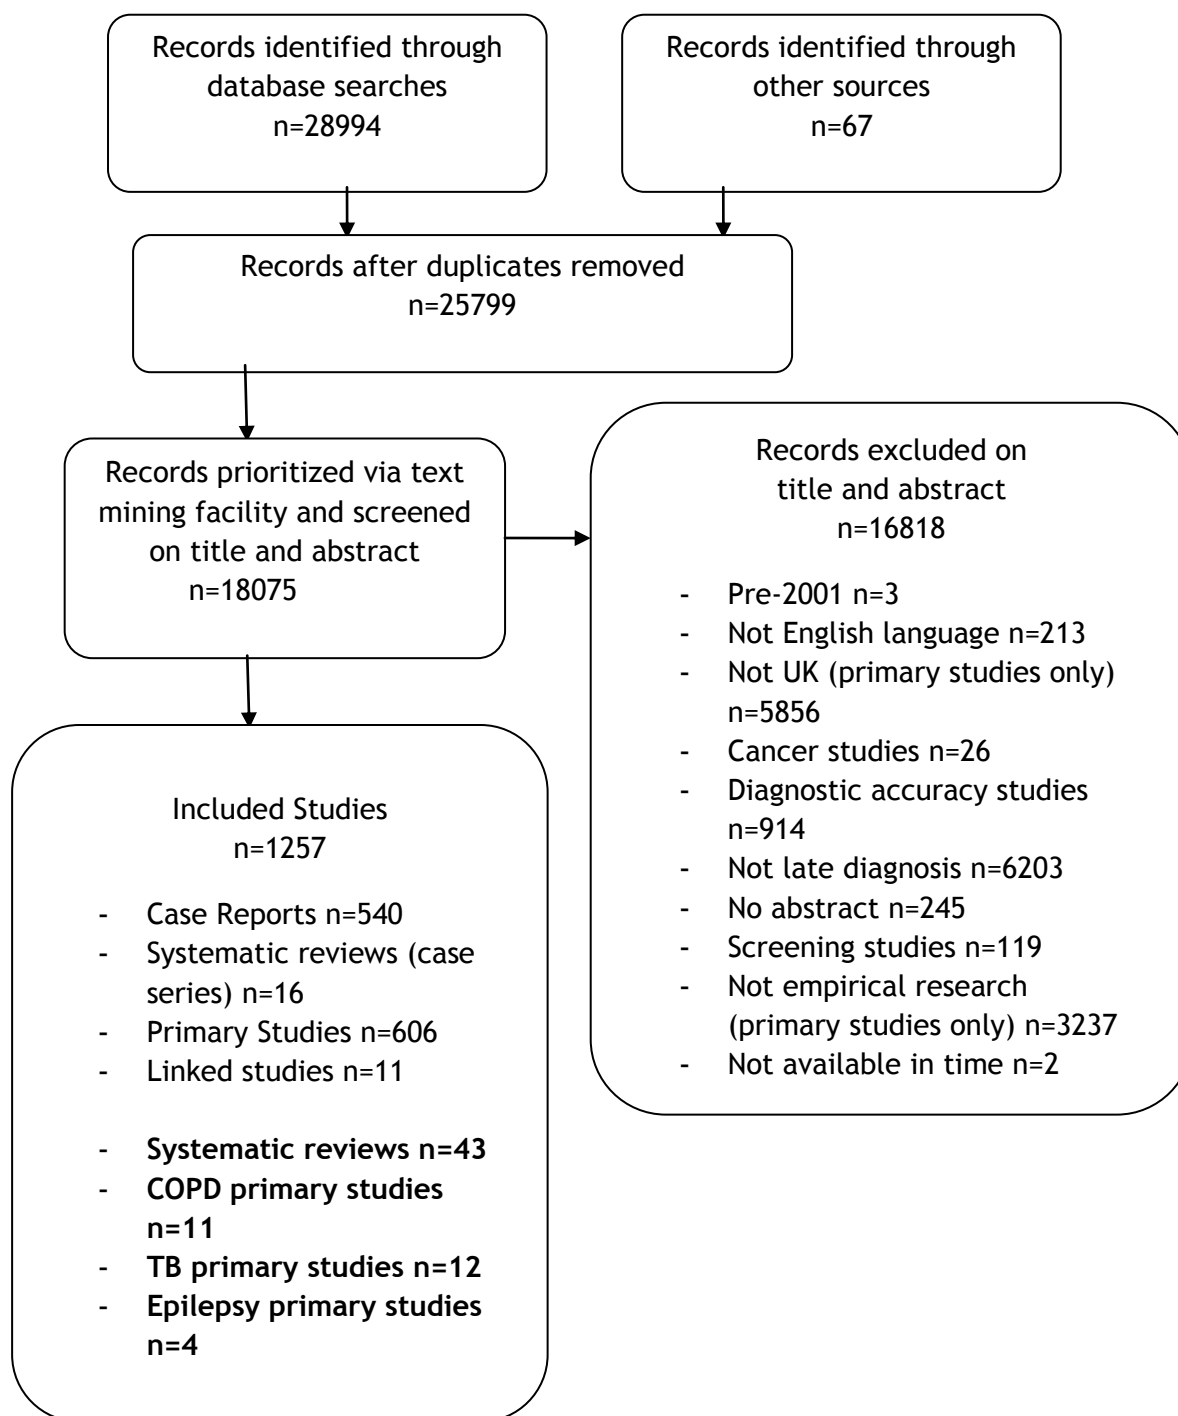 Records identified through
database searches
n=28994
Records identified through
other sources
n=67
Records after duplicates removed
n=25799
Records prioritized via text
mining facility and screened
on title and abstract
n=18075
Records excluded on
title and abstract
n=16818
- Pre-2001 n=3
- Not English language n=213
- Not UK (primary studies only)
n=5856
- Cancer studies n=26
- Diagnostic accuracy studies
n=914
- Not late diagnosis n=6203
- No abstract n=245
- Screening studies n=119
- Not empirical research
(primary studies only) n=3237
- Not available in time n=2
Included Studies
n=1257
- Case Reports n=540
- Systematic reviews (case
series) n=16
- Primary Studies n=606
- Linked studies n=11
- Systematic reviews n=43
- COPD primary studies
n=11
- TB primary studies n=12
- Epilepsy primary studies
n=4